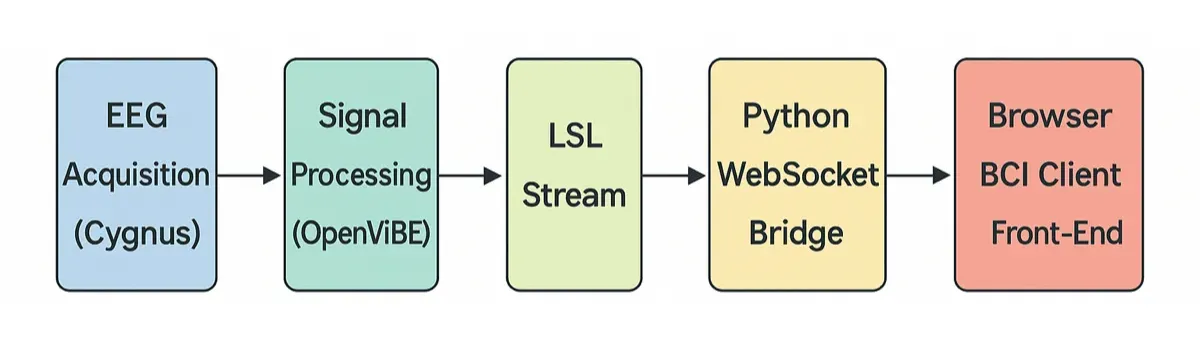 EEG
Acquisition
(Cygnus)
Signal
Processing
(OpenViBE)
LSL
Stream
Python
WebSocket
Bridge
Browser
BCI Client
Front-End